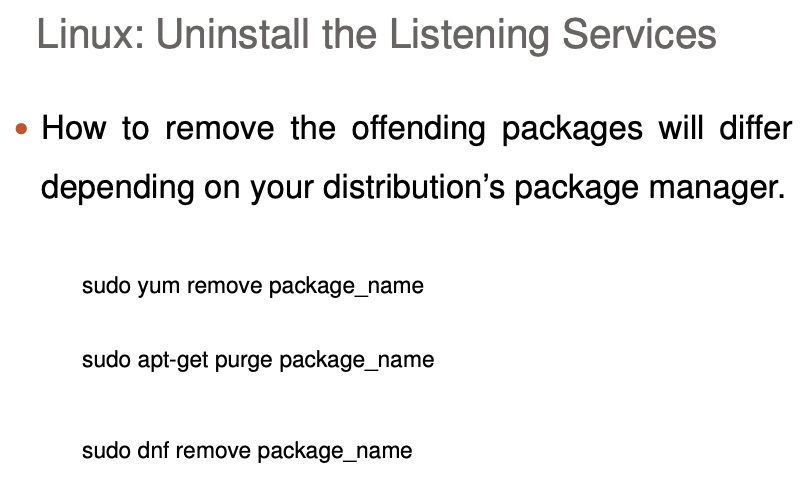 Linux: Uninstall the Listening Services
• How to remove the offending packages will differ
depending on your distribution’s package manager.
sudo yum remove package_name
sudo apt-get purge package_name
sudo dnf remove package_name